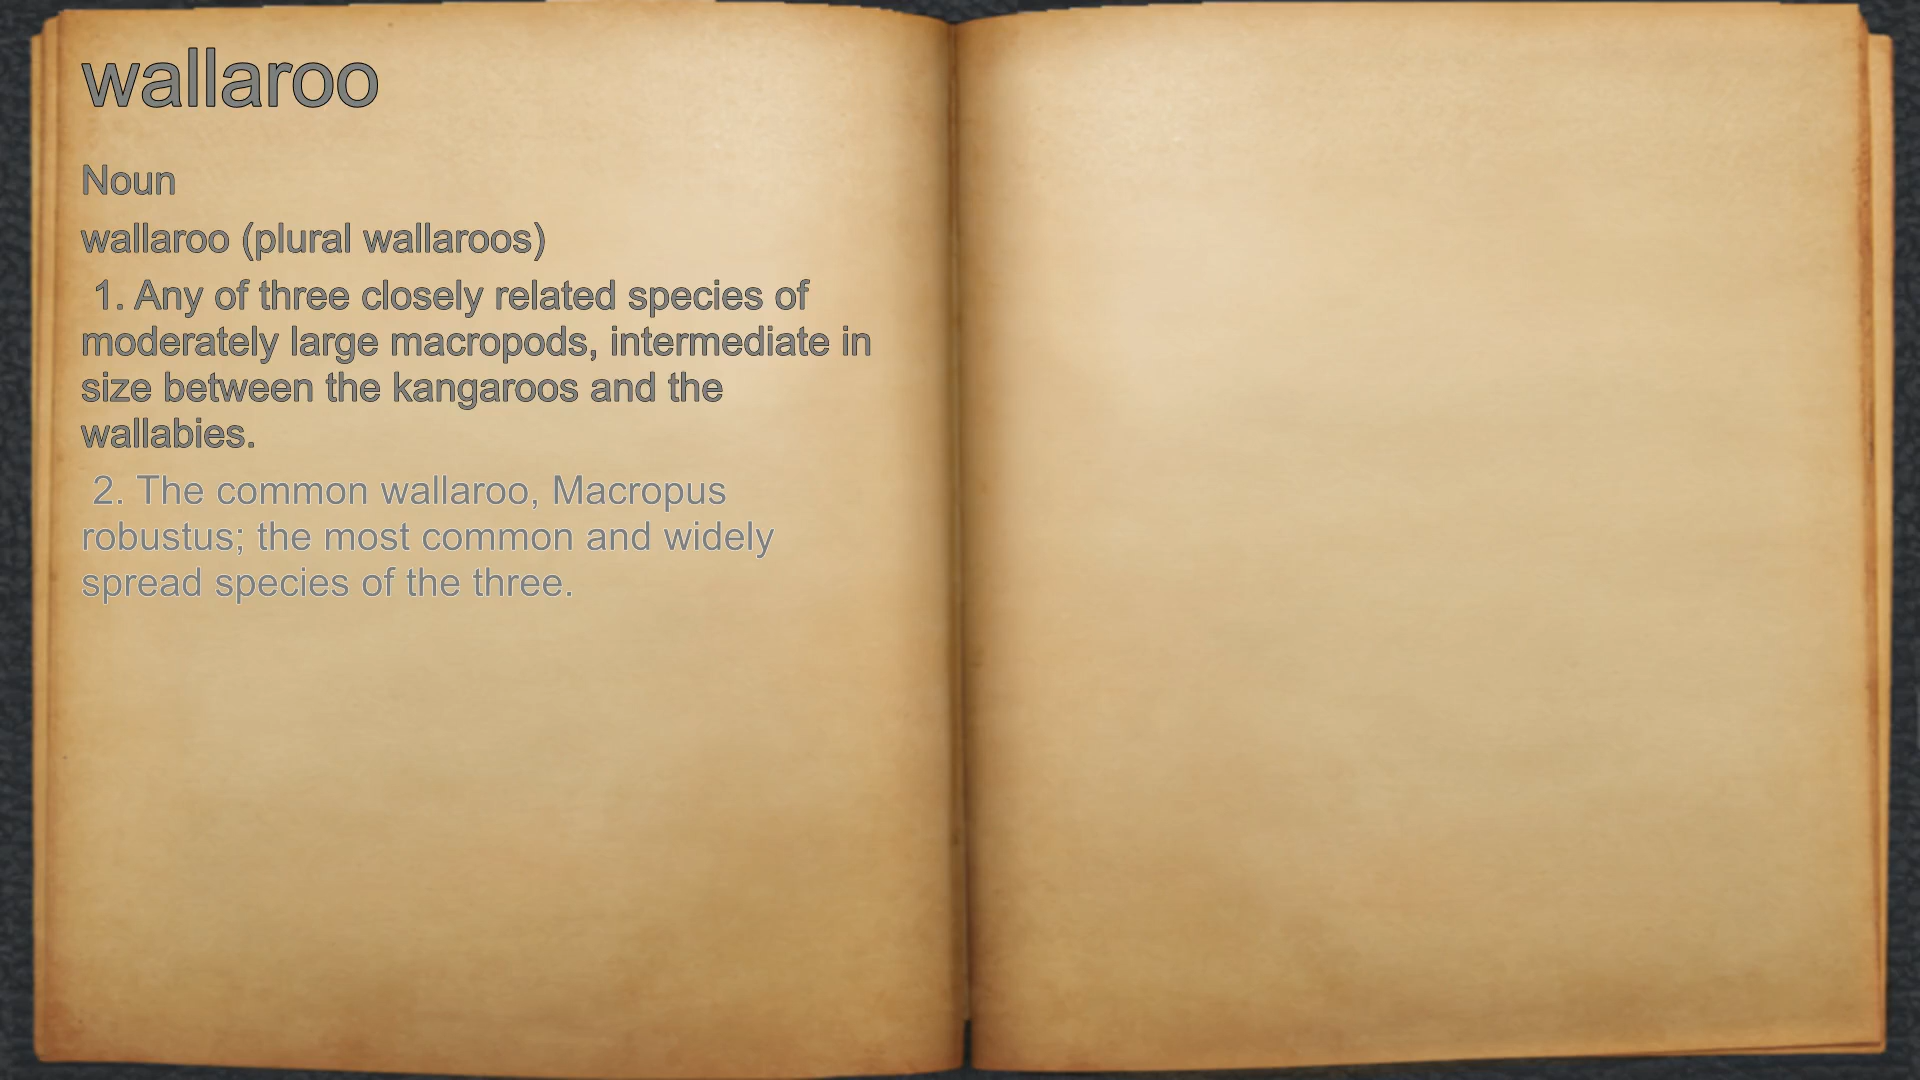 wallaroo
Noun
wallaroo (plural wallaroos)
1. Any of three closely related species of
moderately large macropods, intermediate in
size between the kangaroos and the
wallabies.
2. The common wallaroo, Macropus
robustus; the most common and widely
spread species of the three.